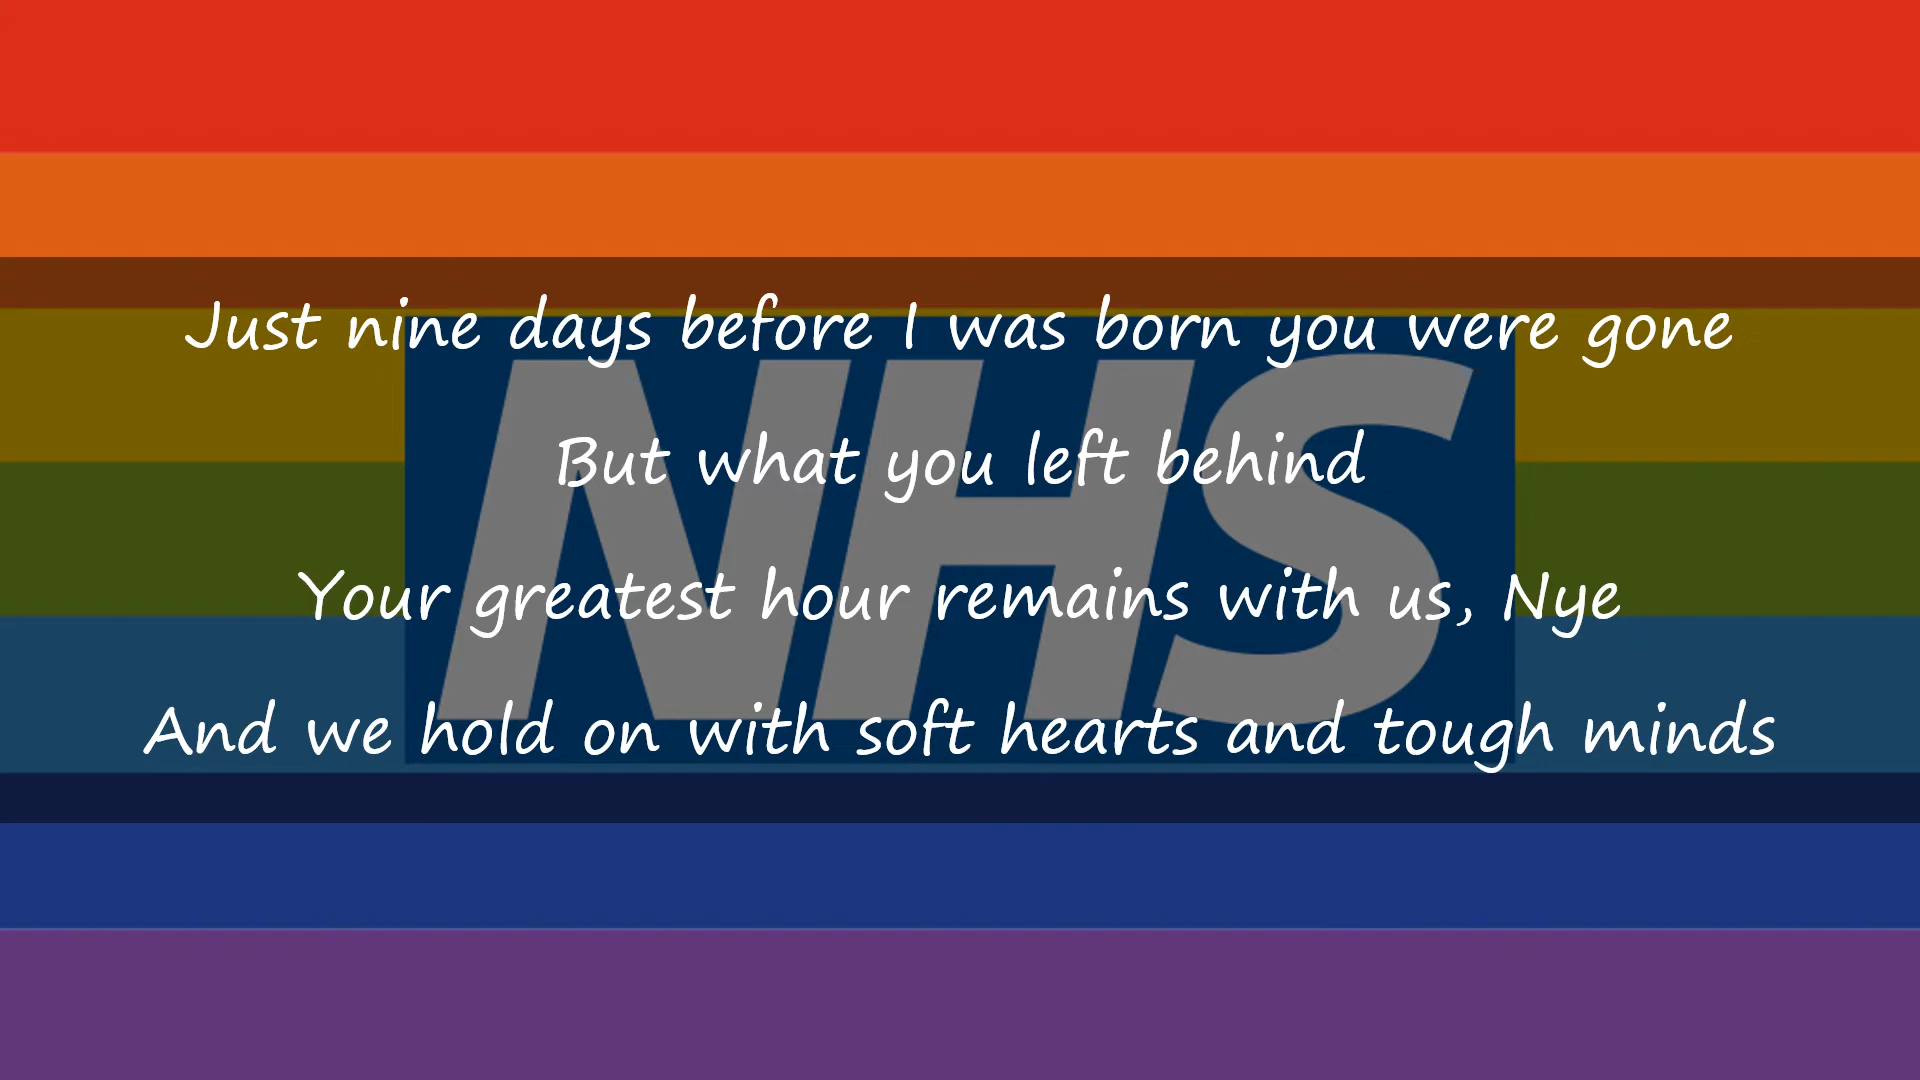 Just nine days before I was born you were gone
NHS
But what you left behind
Your greatest hour remains with us, Nye
And we hold on with soft hearts and tough minds